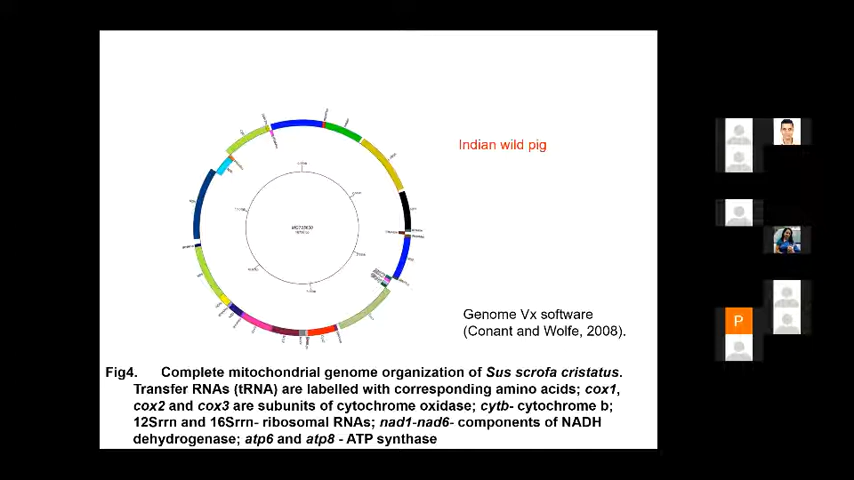 Indian wild pig
Genome Vx software
(Conant and Wolfe, 2008).
P
Fig4. Complete mitochondrial genome organization of Sus scrofa cristatus.
Transfer RNAs (tRNA) are labelled with corresponding amino acids; cox1,
cox2 and cox3 are subunits of cytochrome oxidase; cytb- cytochrome b;
12Srrn and 16Srrn- ribosomal RNAs; nad1-nad6- components of NADH
dehydrogenase; atp6 and atp8 - ATP synthase